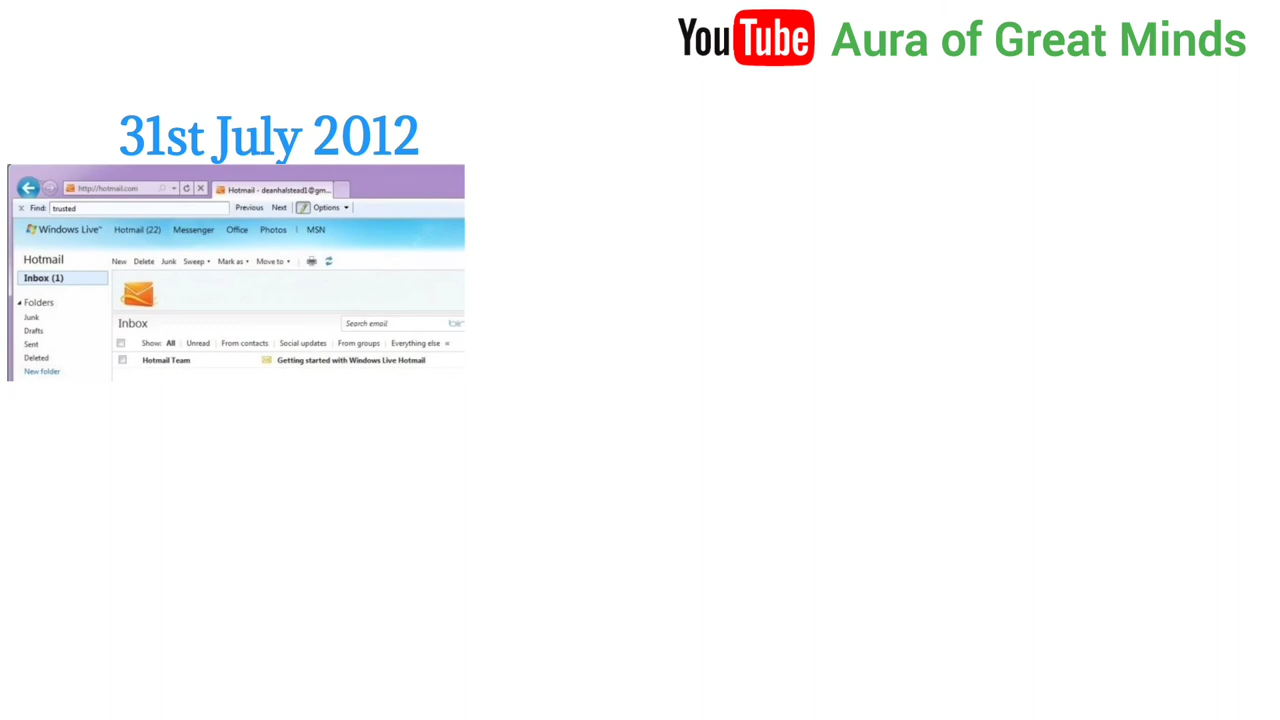 YouTube Aura of Great Minds
31st July 2012
http://hotmail.com Hotmail - deanhalstead1@gm...
x Find: trusted Previous Next Options
Windows Live™ Hotmail (22) Messenger Office Photos | MSN
Hotmail New Delete Junk Sweep Mark as Move to
Inbox (1)
Folders
Inbox Search email
Junk
Drafts
Show: All Unread From contacts Social updates From groups Everything else
Sent
Deleted
Hotmail Team Getting started with Windows Live Hotmail
New folder